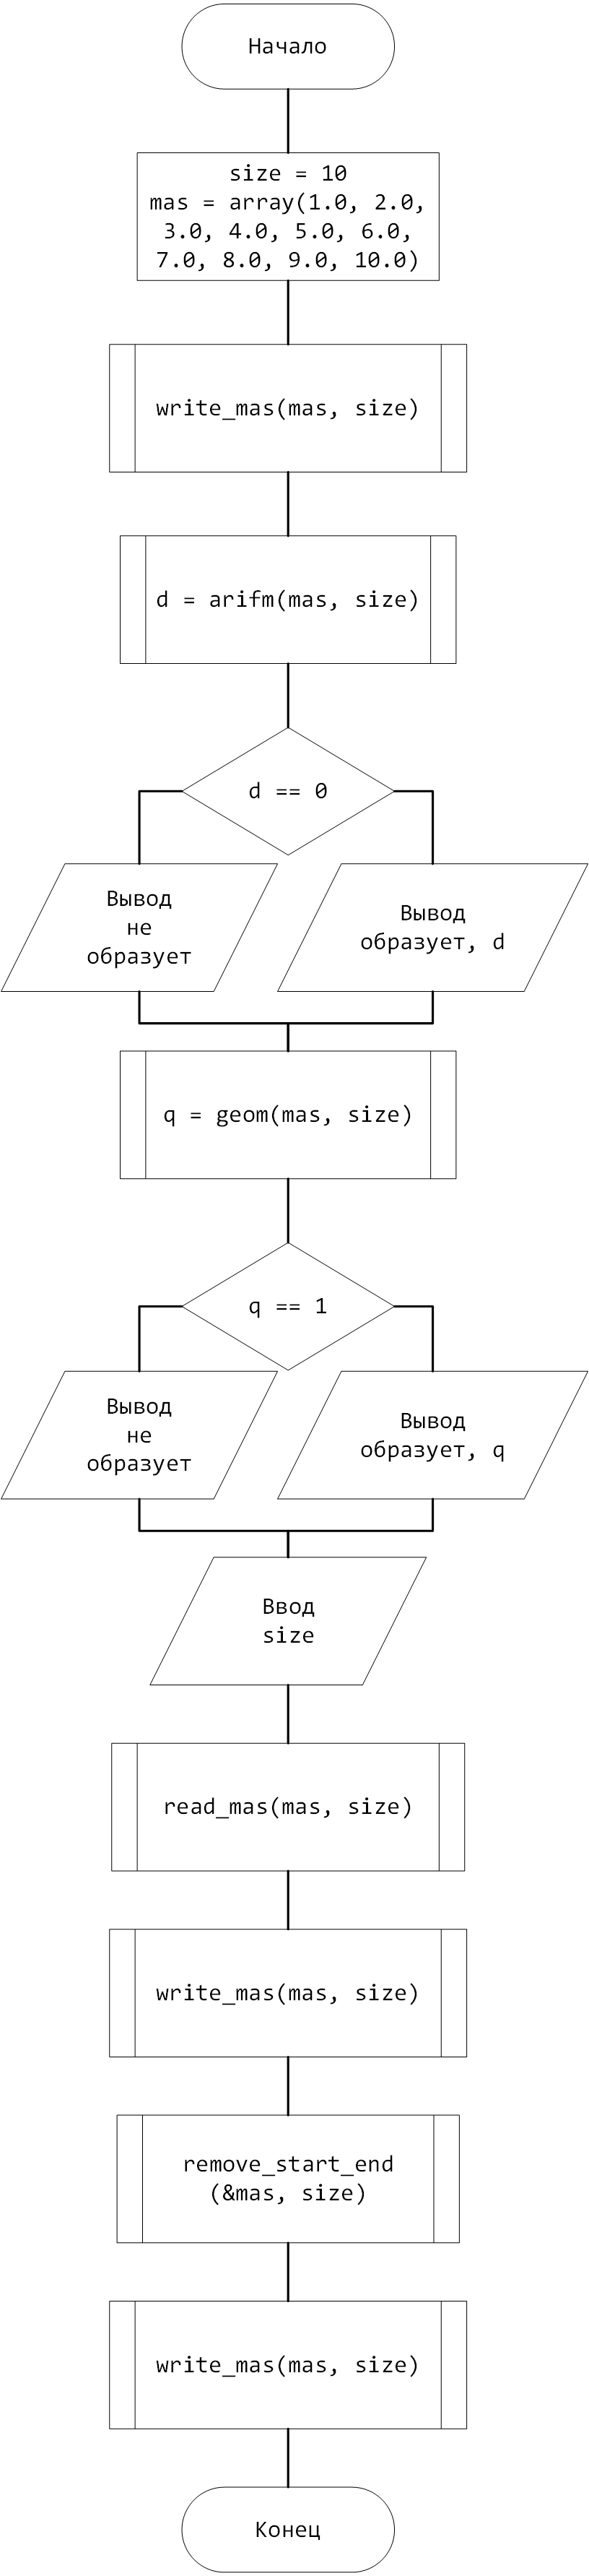 Начало
size = 10
mas = array(1.0, 2.0,
3.0, 4.0, 5.0, 6.0,
7.0, 8.0, 9.0, 10.0)
write_mas(mas, size)
d = arifm(mas, size)
d == 0
Вывод
не
образует
Вывод
образует, d
q = geom(mas, size)
q == 1
Вывод
не
образует
Вывод
образует, q
Ввод
size
read_mas(mas, size)
write_mas(mas, size)
remove_start_end
(&mas, size)
write_mas(mas, size)
Конец